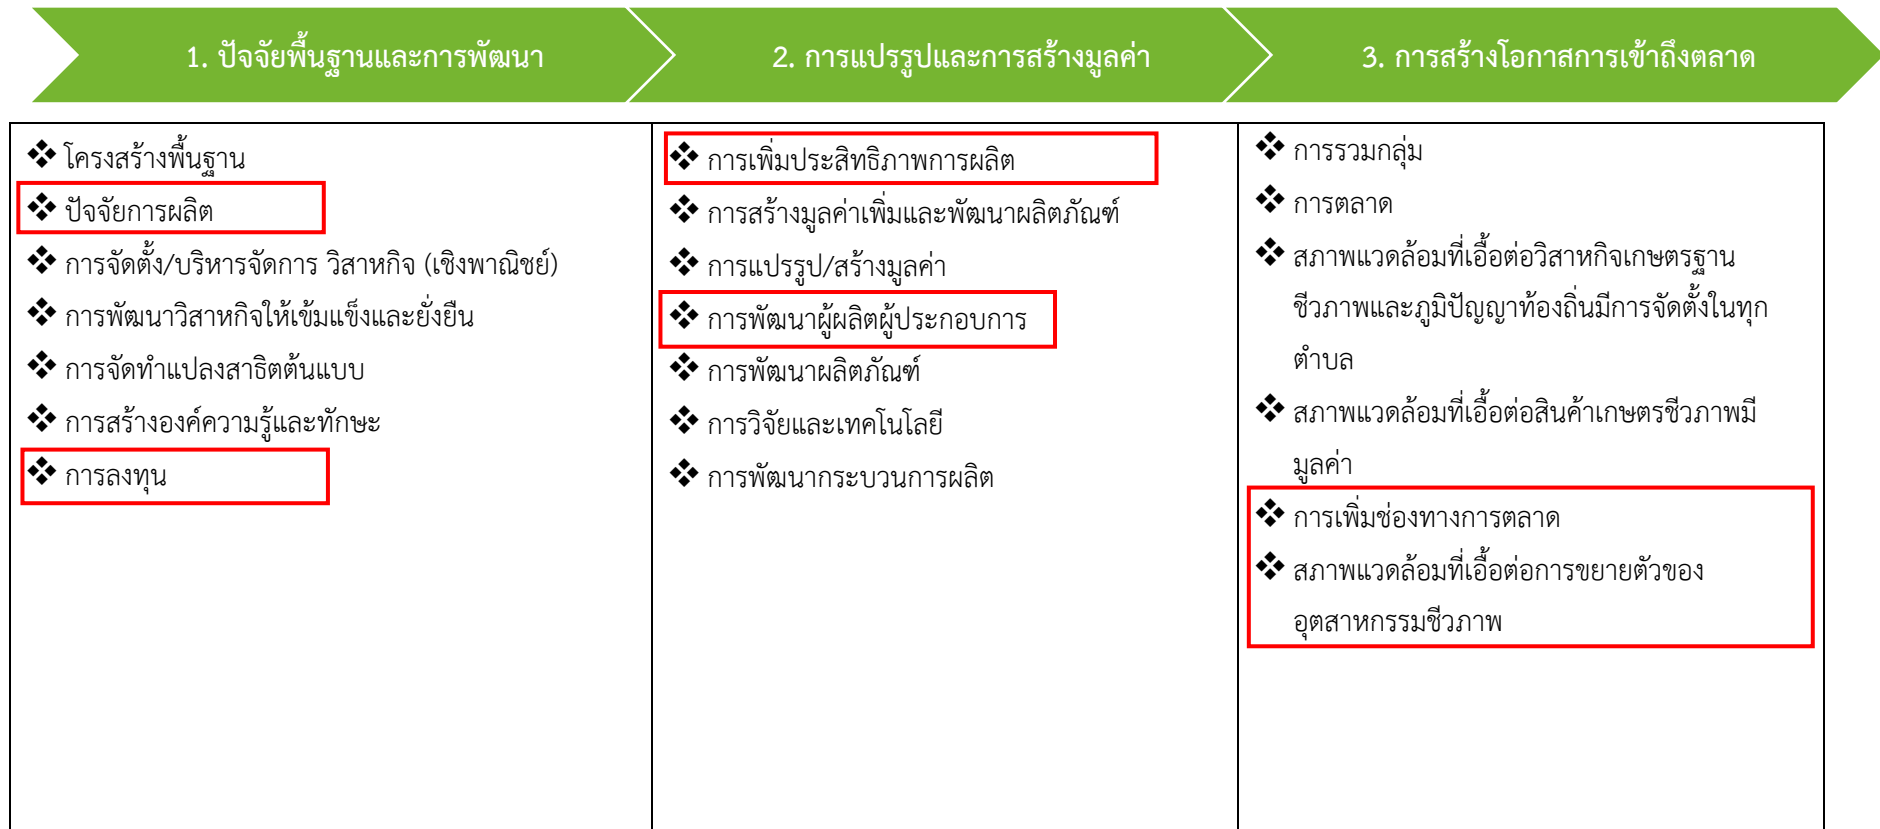 1. ปัจจัยพื้นฐานและการพัฒนา
2. การแปรรูปและการสร้างมูลค่า
3. การสร้างโอกาสการเข้าถึงตลาด
❖ โครงสร้างพื้นฐาน
❖ ปัจจัยการผลิต
❖ การจัดตั้ง/บริหารจัดการ วิสาหกิจ (เชิงพาณิชย์)
❖ การพัฒนาวิสาหกิจให้เข้มแข็งและยั่งยืน
❖ การจัดทำแปลงสาธิตต้นแบบ
❖ การสร้างองค์ความรู้และทักษะ
❖ การลงทุน
❖ การเพิ่มประสิทธิภาพการผลิต
❖ การสร้างมูลค่าเพิ่มและพัฒนาผลิตภัณฑ์
❖ การแปรรูป/สร้างมูลค่า
❖ การพัฒนาผู้ผลิตผู้ประกอบการ
❖ การพัฒนาผลิตภัณฑ์
❖ การวิจัยและเทคโนโลยี
❖ การพัฒนากระบวนการผลิต
❖ การรวมกลุ่ม
❖ การตลาด
❖ สภาพแวดล้อมที่เอื้อต่อวิสาหกิจเกษตรฐาน
ชีวภาพและภูมิปัญญาท้องถิ่นมีการจัดตั้งในทุก
ตำบล
❖ สภาพแวดล้อมที่เอื้อต่อสินค้าเกษตรชีวภาพมี
มูลค่า
❖ การเพิ่มช่องทางการตลาด
❖ สภาพแวดล้อมที่เอื้อต่อการขยายตัวของ
อุตสาหกรรมชีวภาพ